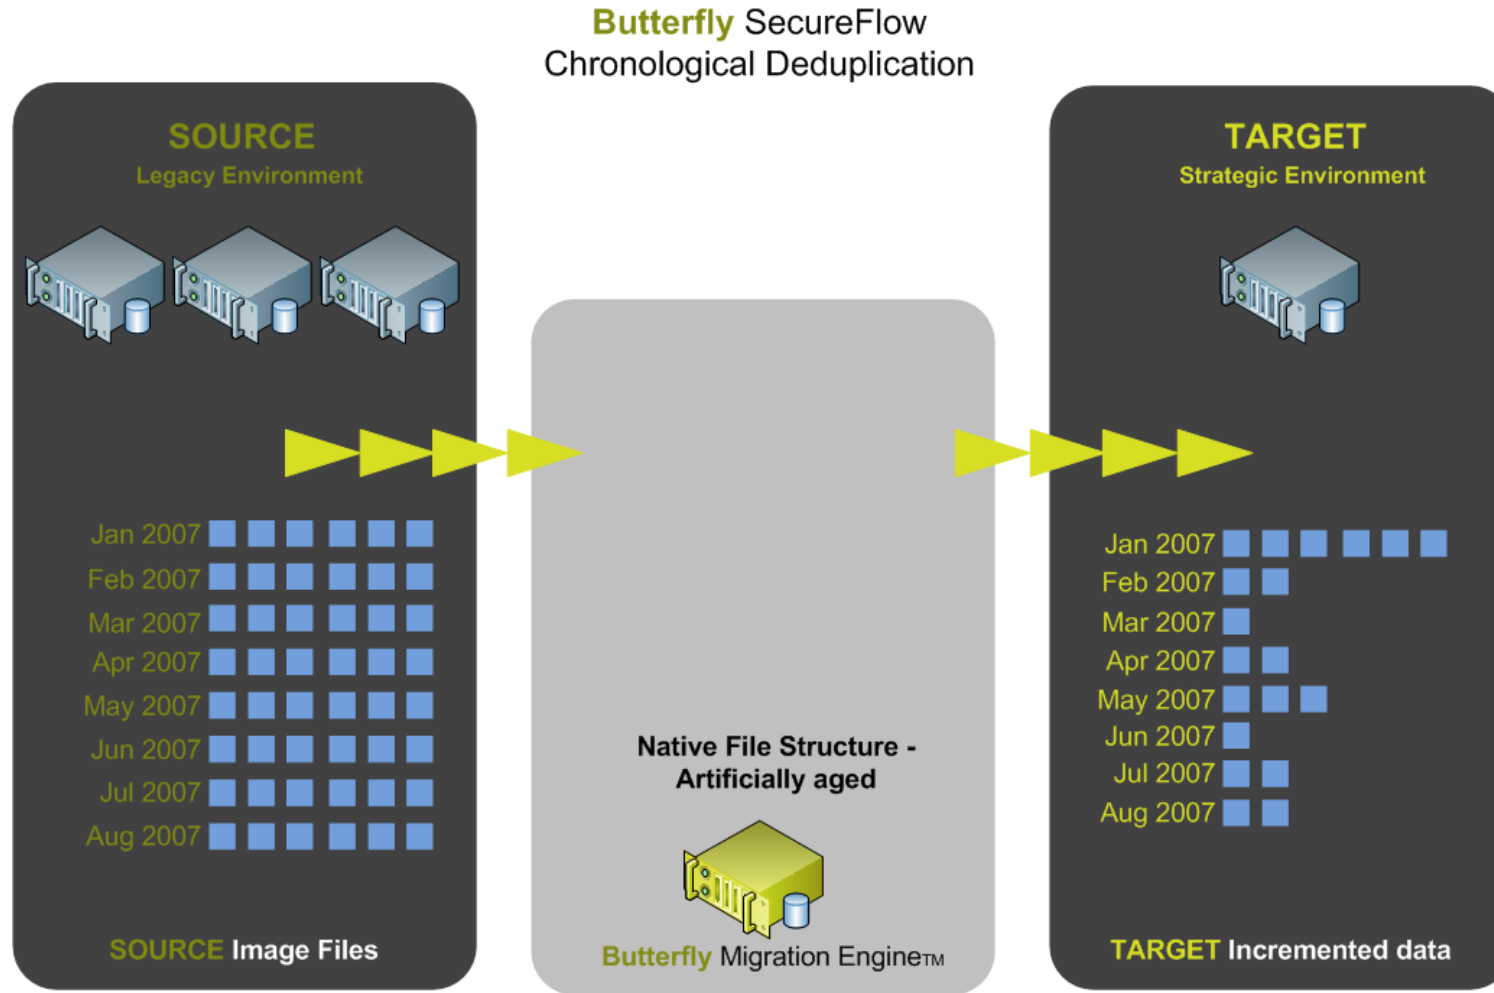 Butterfly SecureFlow
Chronological Deduplication
SOURCE
Legacy Environment
Jan 2007
Feb 2007
Mar 2007
Apr 2007
May 2007
Jun 2007
Jul 2007
Aug 2007
SOURCE Image Files
Native File Structure -
Artificially aged
Butterfly Migration Engine™
TARGET
Strategic Environment
Jan 2007
Feb 2007
Mar 2007
Apr 2007
May 2007
Jun 2007
Jul 2007
Aug 2007
TARGET Incremented data